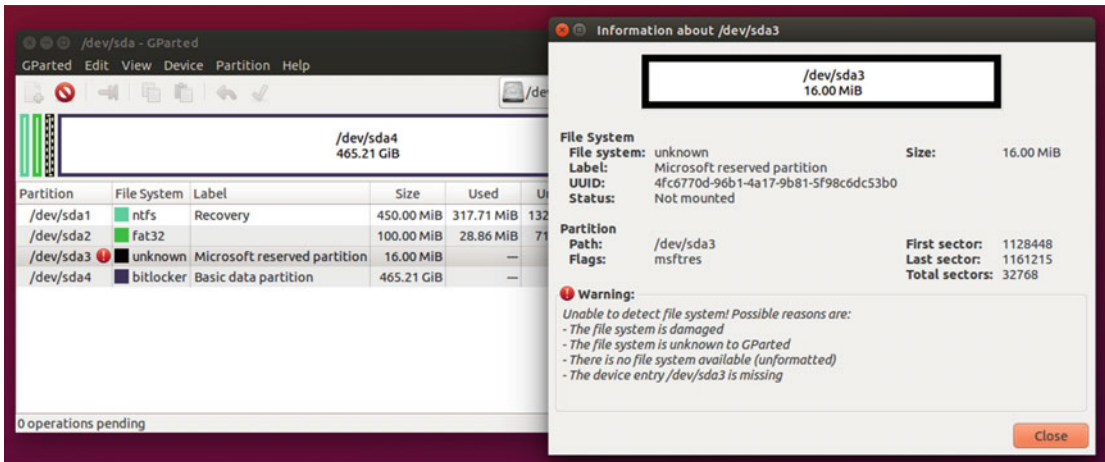 /dev/sda - GParted
GParted Edit View Device Partition Help
/de
/dev/sda4
465.21 GiB
Partition File System Label Size Used U
/dev/sda1 ntfs Recovery 450.00 MiB 317.71 MiB 132
/dev/sda2 fat32 100.00 MiB 28.86 MiB 71
/dev/sda3 unknown Microsoft reserved partition 16.00 MiB —
/dev/sda4 bitlocker Basic data partition 465.21 GiB —
0 operations pending
Information about /dev/sda3
/dev/sda3
16.00 MiB
File System
File system: unknown Size: 16.00 MiB
Label: Microsoft reserved partition
UUID: 4fc6770d-96b1-4a17-9b81-5f98c6dc53b0
Status: Not mounted
Partition
Path: /dev/sda3 First sector: 1128448
Flags: msftres Last sector: 1161215
Total sectors: 32768
Warning:
Unable to detect file system! Possible reasons are:
- The file system is damaged
- The file system is unknown to GParted
- There is no file system available (unformatted)
- The device entry /dev/sda3 is missing
Close